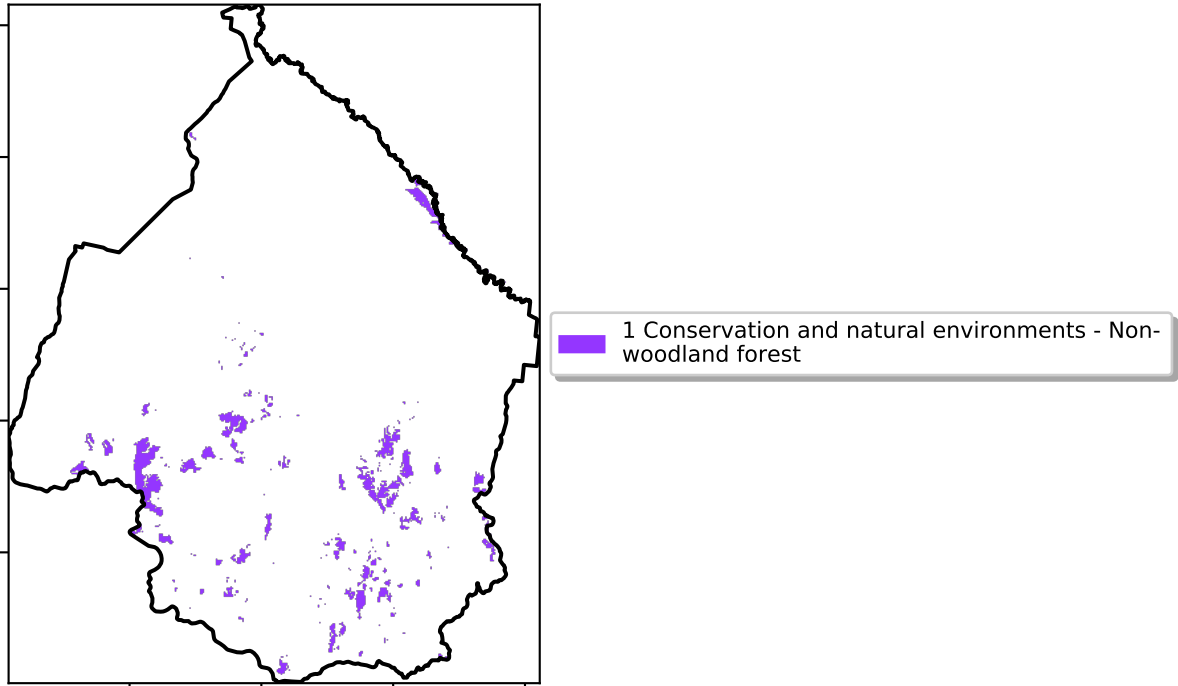 1 Conservation and natural environments - Non-
woodland forest